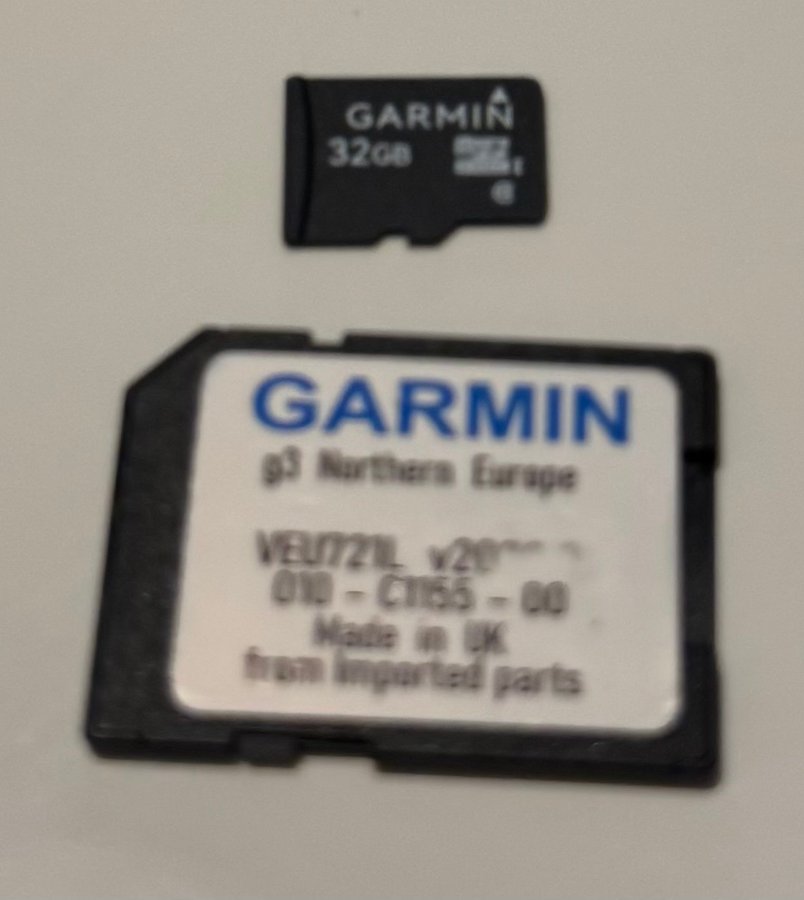 GARMIN
32GB
GARMIN
g3 Northern Europe
VEU721L
010 - C1155 - 00
Made in UK
from Imported parts